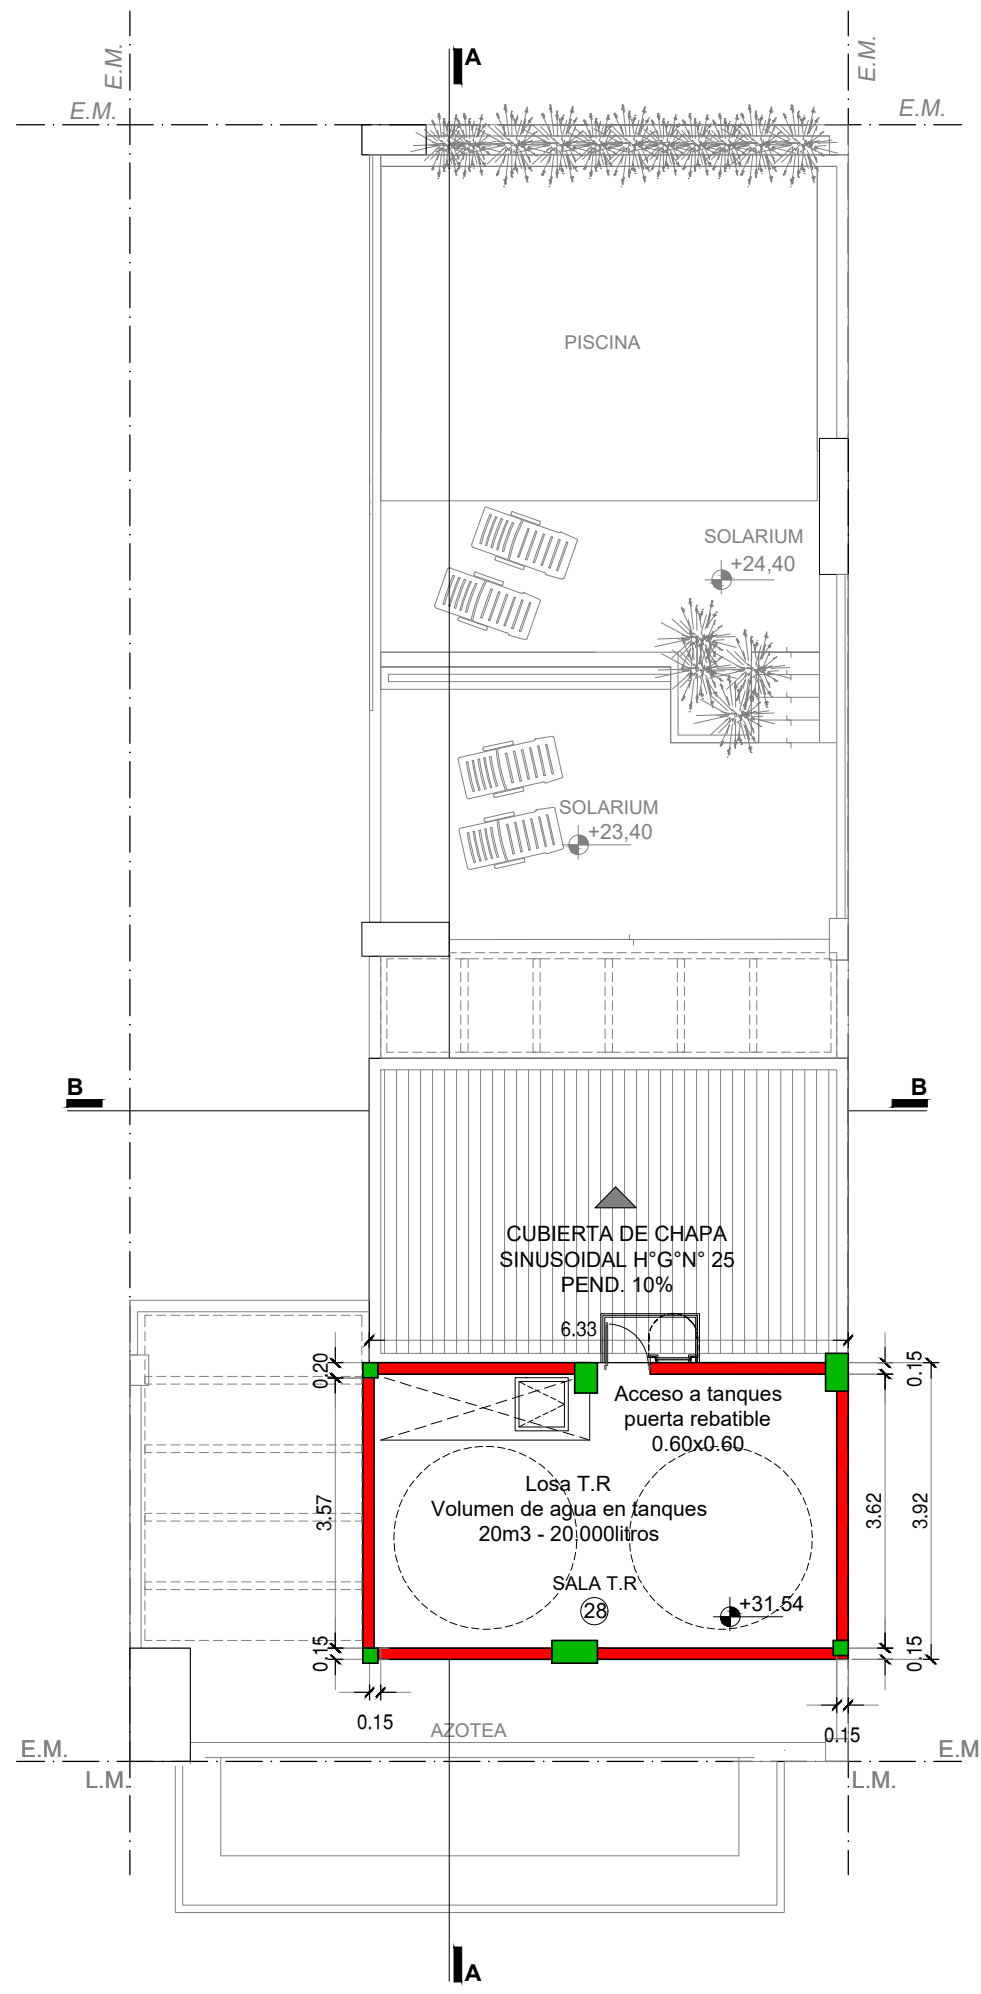 E.M.
E.M.
A
E.M.
E.M.
PISCINA
SOLARIUM
+24,40
SOLARIUM
+23,40
B
B
CUBIERTA DE CHAPA
SINUSOIDAL H°G°N° 25
PEND. 10%
6.33
0.20
0.15
Acceso a tanques
puerta rebatible
0.60x0.60
Losa T.R
Volumen de agua en tanques
20m3 - 20.000litros
3.57
3.62
3.92
SALA T.R
28
+31.54
0.15
0.15
0.15
0.15
AZOTEA
E.M.
E.M
L.M.
L.M.
A